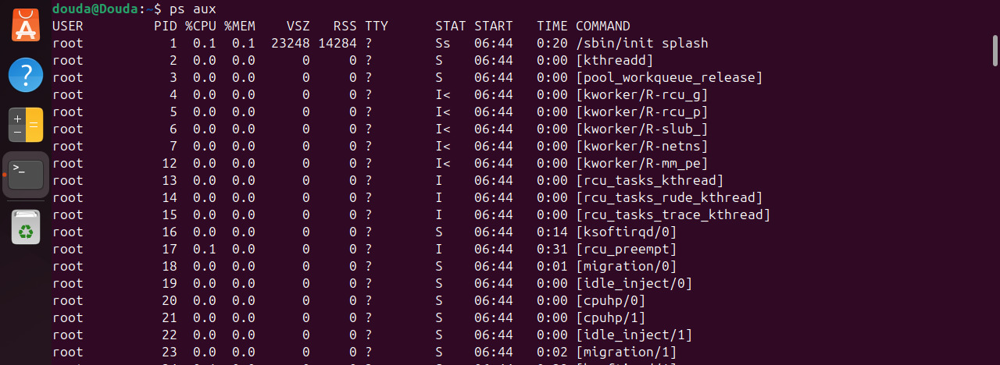 douda@Douda:~$ ps aux
USER         PID %CPU %MEM    VSZ   RSS TTY      STAT START   TIME COMMAND
root           1  0.1  0.1  23248 14284 ?        Ss   06:44   0:20 /sbin/init splash
root           2  0.0  0.0      0     0 ?        S    06:44   0:00 [kthreadd]
root           3  0.0  0.0      0     0 ?        S    06:44   0:00 [pool_workqueue_release]
root           4  0.0  0.0      0     0 ?        I<   06:44   0:00 [kworker/R-rcu_g]
root           5  0.0  0.0      0     0 ?        I<   06:44   0:00 [kworker/R-rcu_p]
root           6  0.0  0.0      0     0 ?        I<   06:44   0:00 [kworker/R-slub_]
root           7  0.0  0.0      0     0 ?        I<   06:44   0:00 [kworker/R-netns]
root          12  0.0  0.0      0     0 ?        I<   06:44   0:00 [kworker/R-mm_pe]
root          13  0.0  0.0      0     0 ?        I    06:44   0:00 [rcu_tasks_kthread]
root          14  0.0  0.0      0     0 ?        I    06:44   0:00 [rcu_tasks_rude_kthread]
root          15  0.0  0.0      0     0 ?        I    06:44   0:00 [rcu_tasks_trace_kthread]
root          16  0.0  0.0      0     0 ?        S    06:44   0:14 [ksoftirqd/0]
root          17  0.1  0.0      0     0 ?        I    06:44   0:31 [rcu_preempt]
root          18  0.0  0.0      0     0 ?        S    06:44   0:01 [migration/0]
root          19  0.0  0.0      0     0 ?        S    06:44   0:00 [idle_inject/0]
root          20  0.0  0.0      0     0 ?        S    06:44   0:00 [cpuhp/0]
root          21  0.0  0.0      0     0 ?        S    06:44   0:00 [cpuhp/1]
root          22  0.0  0.0      0     0 ?        S    06:44   0:00 [idle_inject/1]
root          23  0.0  0.0      0     0 ?        S    06:44   0:02 [migration/1]